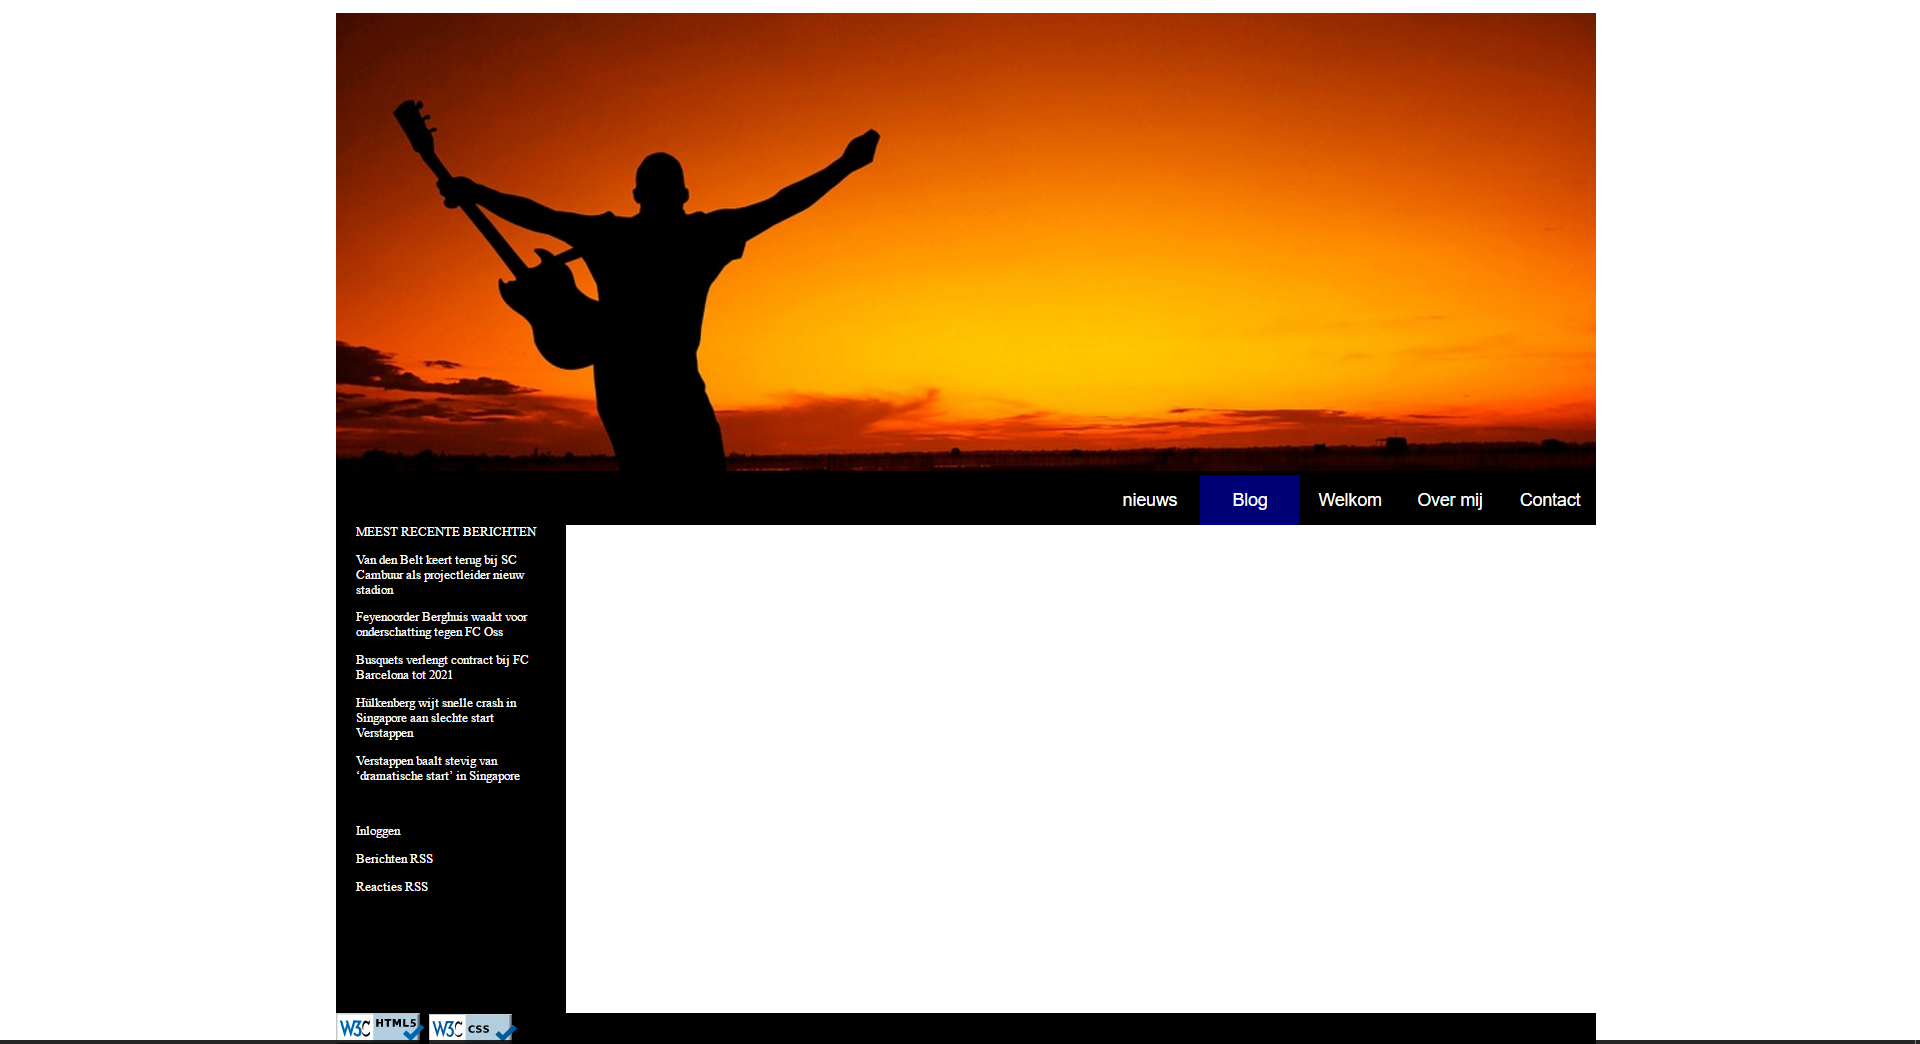 nieuws Blog Welkom Over mij Contact
MEEST RECENTE BERICHTEN
Van den Belt keert terug bij SC
Cambuur als projectleider nieuw
stadion
Feyenoorder Berghuis waakt voor
onderschatting tegen FC Oss
Busquets verlengt contract bij FC
Barcelona tot 2021
Hülkenberg wijt snelle crash in
Singapore aan slechte start
Verstappen
Verstappen baalt stevig van
‘dramatische start’ in Singapore
Inloggen
Berichten RSS
Reacties RSS
W3C HTML5 W3C CSS